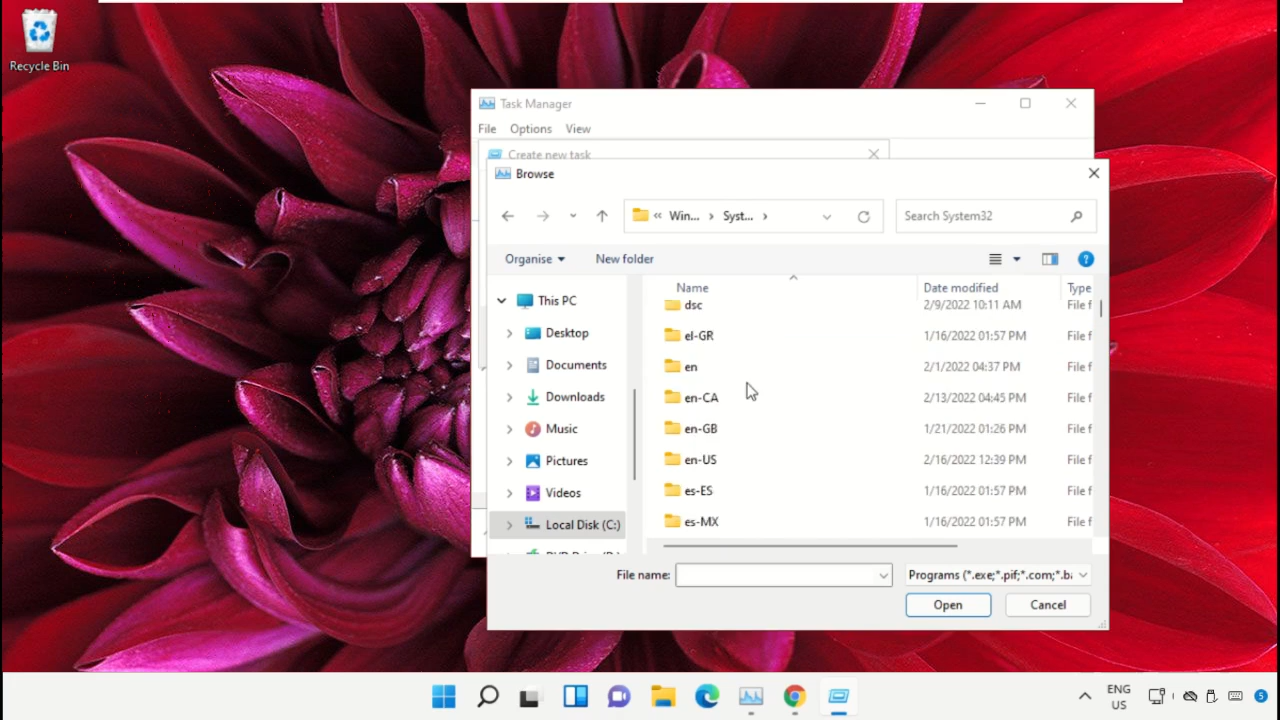 Recycle Bin
Task Manager
File Options View
Create new task
Browse
« Win... › Syst... ›
Search System32
Organise
New folder
Name Date modified Type
dsc 2/9/2022 10:11 AM File f
el-GR 1/16/2022 01:57 PM File f
en 2/1/2022 04:37 PM File f
en-CA 2/13/2022 04:45 PM File f
en-GB 1/21/2022 01:26 PM File f
en-US 2/16/2022 12:39 PM File f
es-ES 1/16/2022 01:57 PM File f
es-MX 1/16/2022 01:57 PM File f
This PC
Desktop
Documents
Downloads
Music
Pictures
Videos
Local Disk (C:)
File name:
Programs (*.exe;*.pif;*.com;*.ba
Open
Cancel
ENG
US
5